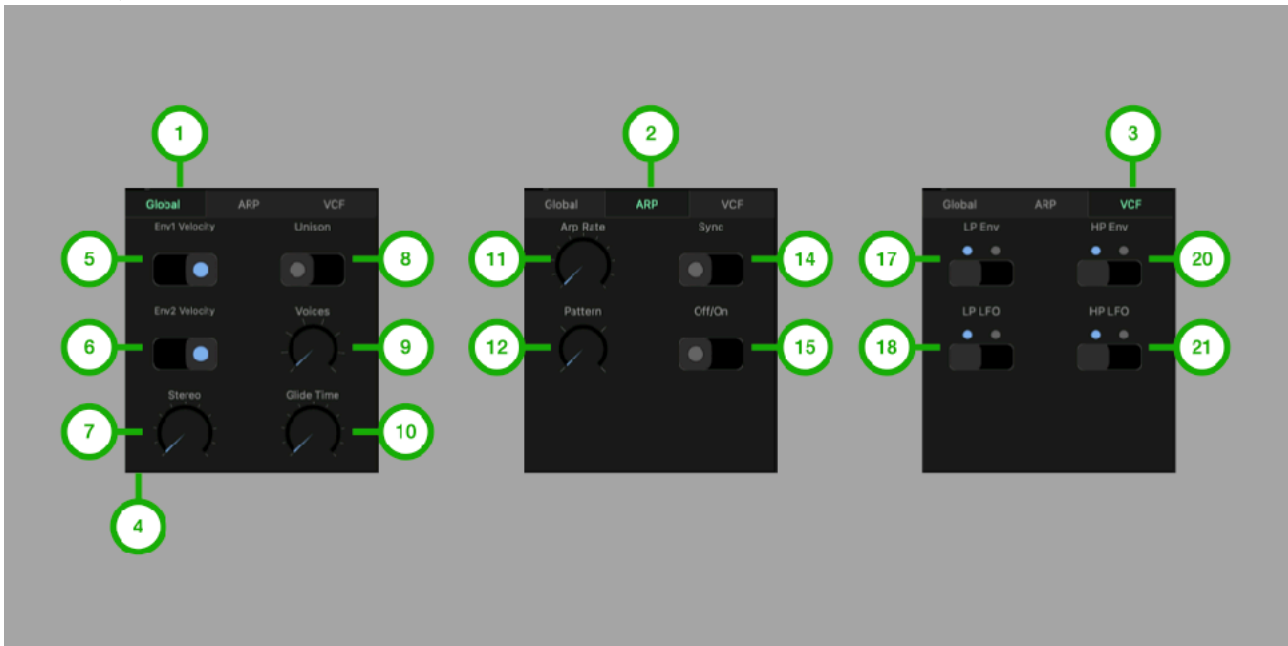 1
2
3
Global ARP VCF
Global ARP VCF
Global ARP VCF
Env1 Velocity Unison
Arp Rate Sync
LP Env HP Env
5
8
11
14
17
20
Env2 Velocity Voices
Pattern Off/On
LP LFO HP LFO
6
9
12
15
18
21
Stereo Glide Time
7
10
4